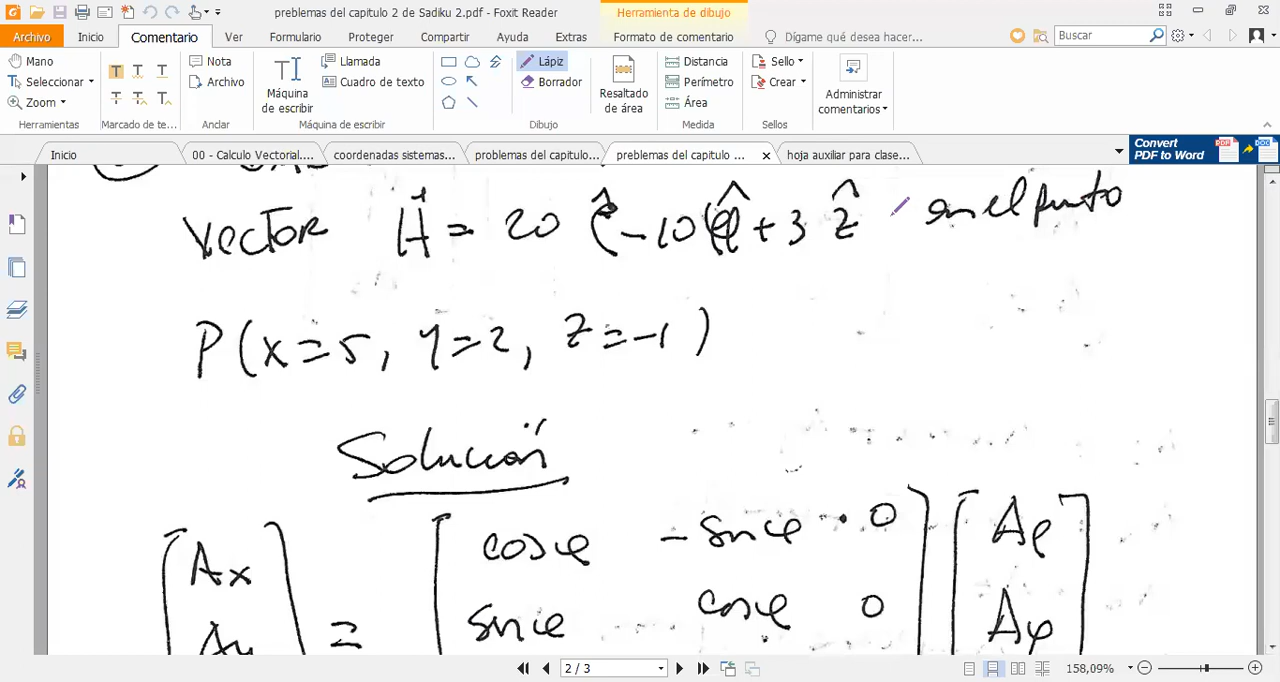 preblemas del capitulo 2 de Sadiku 2.pdf - Foxit Reader
Herramienta de dibujo
Archivo Inicio Comentario Ver Formulario Proteger Compartir Ayuda Extras Formato de comentario Dígame qué desea hacer... Buscar
Mano
Seleccionar
Zoom
Herramientas
T T T
T T T
Marcado de te...
Nota
Archivo
Anclar
Máquina de escribir
Llamada
Cuadro de texto
Máquina de escribir
Lápiz
Borrador
Dibujo
Resaltado de área
Distancia
Perímetro
Área
Medida
Sello
Crear
Sellos
Administrar comentarios
Inicio
00 - Calculo Vectorial....
coordenadas sistemas...
problemas del capitulo...
preblemas del capitulo ...
hoja auxiliar para clase...
Convert
PDF to Word
vector H = 20 ρ̂ - 10 φ̂ + 3 ẑ en el punto
P(x=5, y=2, z=-1)
Solución
[Ax] [cosφ -senφ 0] [Aρ]
= [senφ cosφ 0] [Aφ]
2 / 3
158,09%